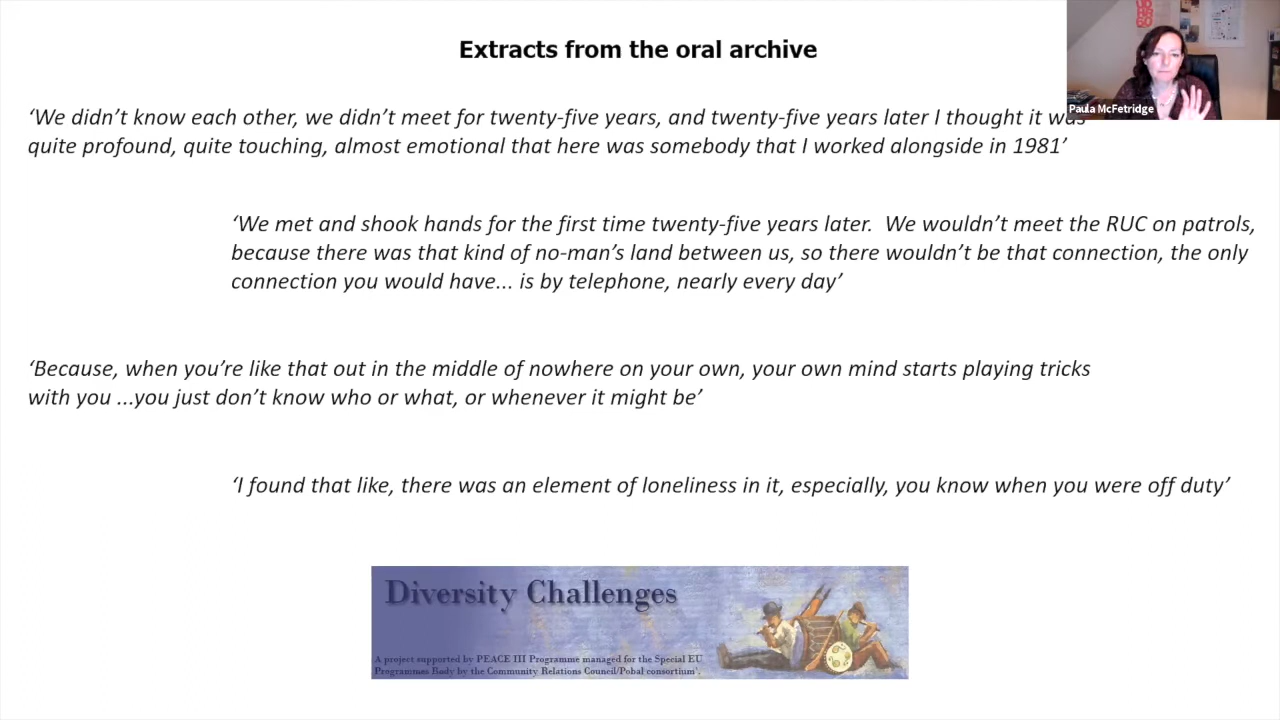 Extracts from the oral archive
Paula McFetridge
‘We didn’t know each other, we didn’t meet for twenty-five years, and twenty-five years later I thought it was
quite profound, quite touching, almost emotional that here was somebody that I worked alongside in 1981’
‘We met and shook hands for the first time twenty-five years later.  We wouldn’t meet the RUC on patrols,
because there was that kind of no-man’s land between us, so there wouldn’t be that connection, the only
connection you would have... is by telephone, nearly every day’
‘Because, when you’re like that out in the middle of nowhere on your own, your own mind starts playing tricks
with you ...you just don’t know who or what, or whenever it might be’
‘I found that like, there was an element of loneliness in it, especially, you know when you were off duty’
Diversity Challenges
A project supported by PEACE III Programme managed for the Special EU
Programmes Body by the Community Relations Council/Pobal consortium'.